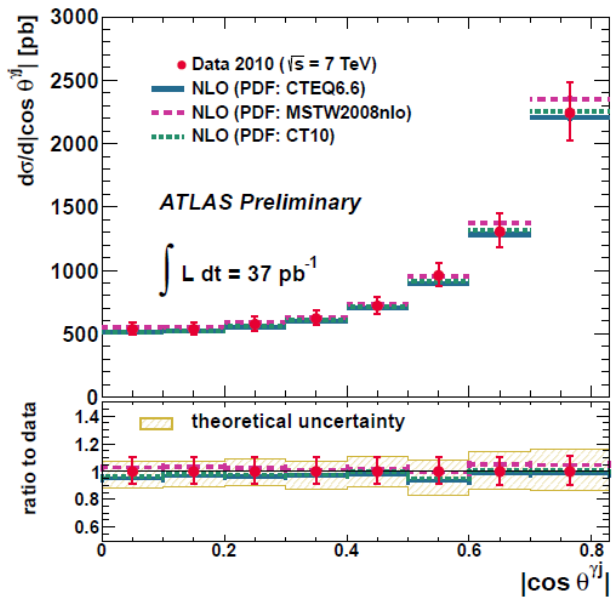 dσ/d|cos θ^γj| [pb]
3000
2500
2000
1500
1000
500
0
Data 2010 (√s = 7 TeV)
NLO (PDF: CTEQ6.6)
NLO (PDF: MSTW2008nlo)
NLO (PDF: CT10)
ATLAS Preliminary
∫ L dt = 37 pb⁻¹
ratio to data
1.4
1.2
1
0.8
0.6
theoretical uncertainty
0 0.2 0.4 0.6 0.8
|cos θ^γj|